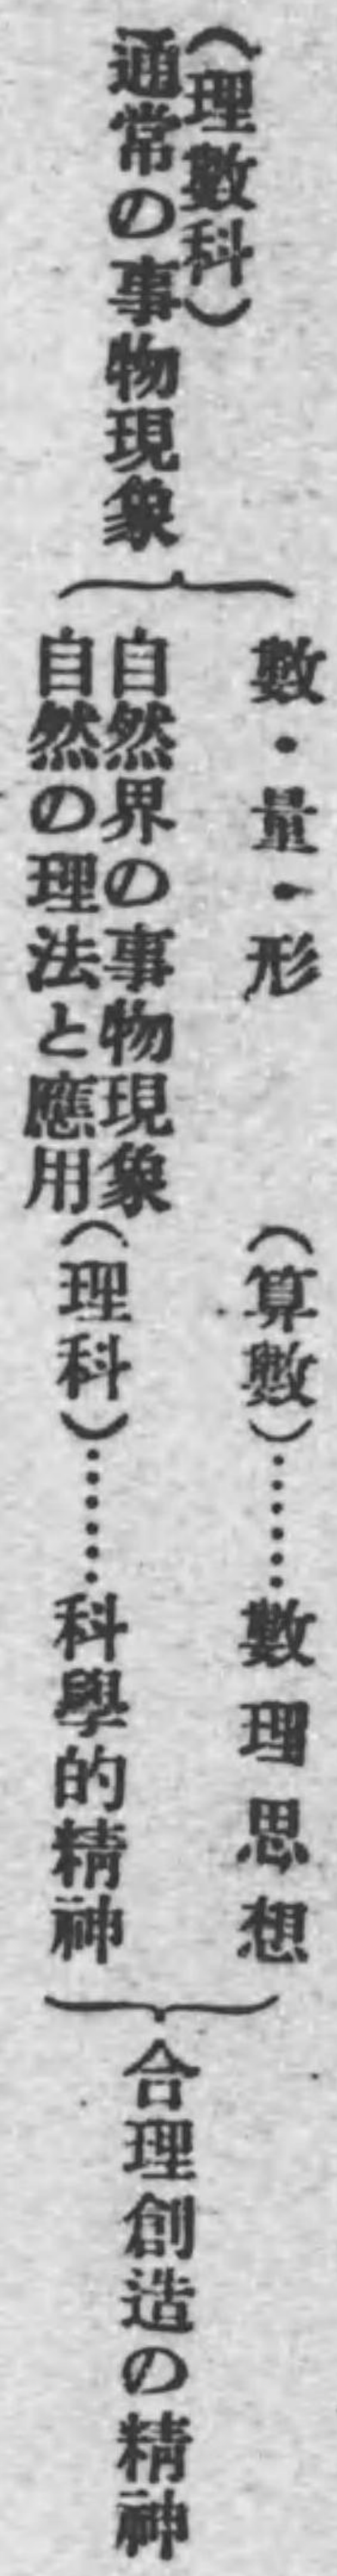 (理數科)
通常の事物現象
數・量・形
(算數)……數理思想
自然界の事物現象
自然の理法と應用
(理科)……科學的精神
合理創造の精神